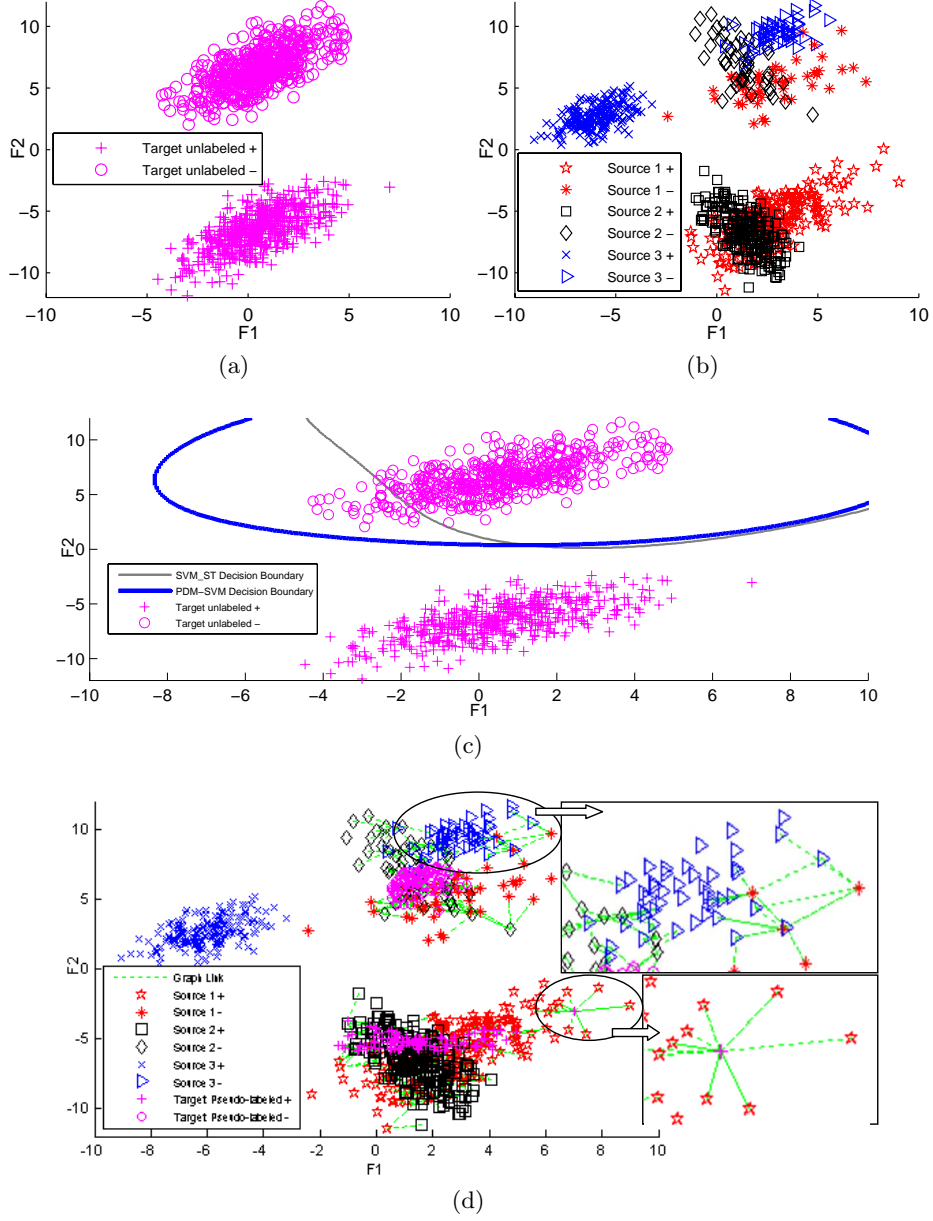 10
5
0
−5
−10
F2
Target unlabeled +
Target unlabeled −
−10
−5
0
5
10
F1
(a)
10
5
0
−5
−10
F2
Source 1 +
Source 1 −
Source 2 +
Source 2 −
Source 3 +
Source 3 −
−10
−5
0
5
10
F1
(b)
10
5
0
−5
−10
F2
SVM_ST Decision Boundary
PDM−SVM Decision Boundary
Target unlabeled +
Target unlabeled −
−10
−8
−6
−4
−2
0
2
4
6
8
10
F1
(c)
10
5
0
-5
-10
F2
Graph Link
Source 1 +
Source 1 -
Source 2 +
Source 2 -
Source 3 +
Source 3 -
Target Pseudo-labeled +
Target Pseudo-labeled -
-10
-8
-6
-4
-2
0
2
4
6
8
10
F1
(d)